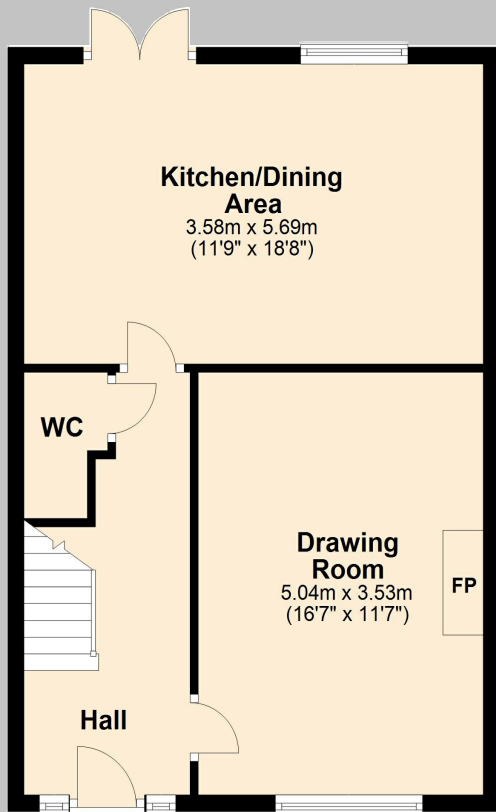 Kitchen/Dining
Area
3.58m x 5.69m
(11'9" x 18'8")
WC
Drawing
Room
5.04m x 3.53m
(16'7" x 11'7")
FP
Hall